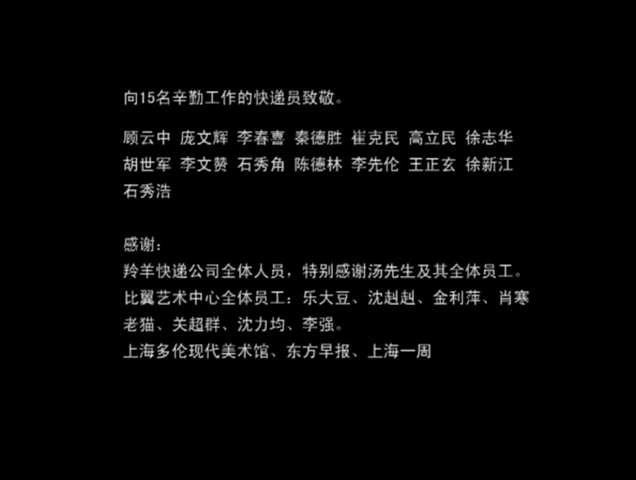 向15名辛勤工作的快递员致敬。
顾云中 庞文辉 李春喜 秦德胜 崔克民 高立民 徐志华
胡世军 李文赞 石秀角 陈德林 李先伦 王正玄 徐新江
石秀浩
感谢：
羚羊快递公司全体人员，特别感谢汤先生及其全体员工。
比翼艺术中心全体员工：乐大豆、沈赳赳、金利萍、肖寒
老猫、关超群、沈力均、李强。
上海多伦现代美术馆、东方早报、上海一周